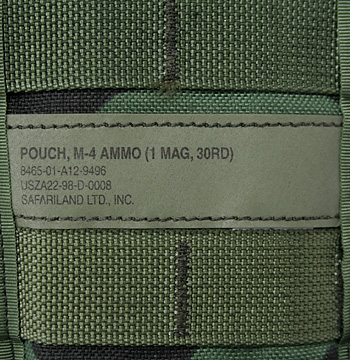 POUCH, M-4 AMMO (1 MAG, 30RD)
8465-01-A12-9496
USZA22-98-D-0008
SAFARILAND LTD., INC.